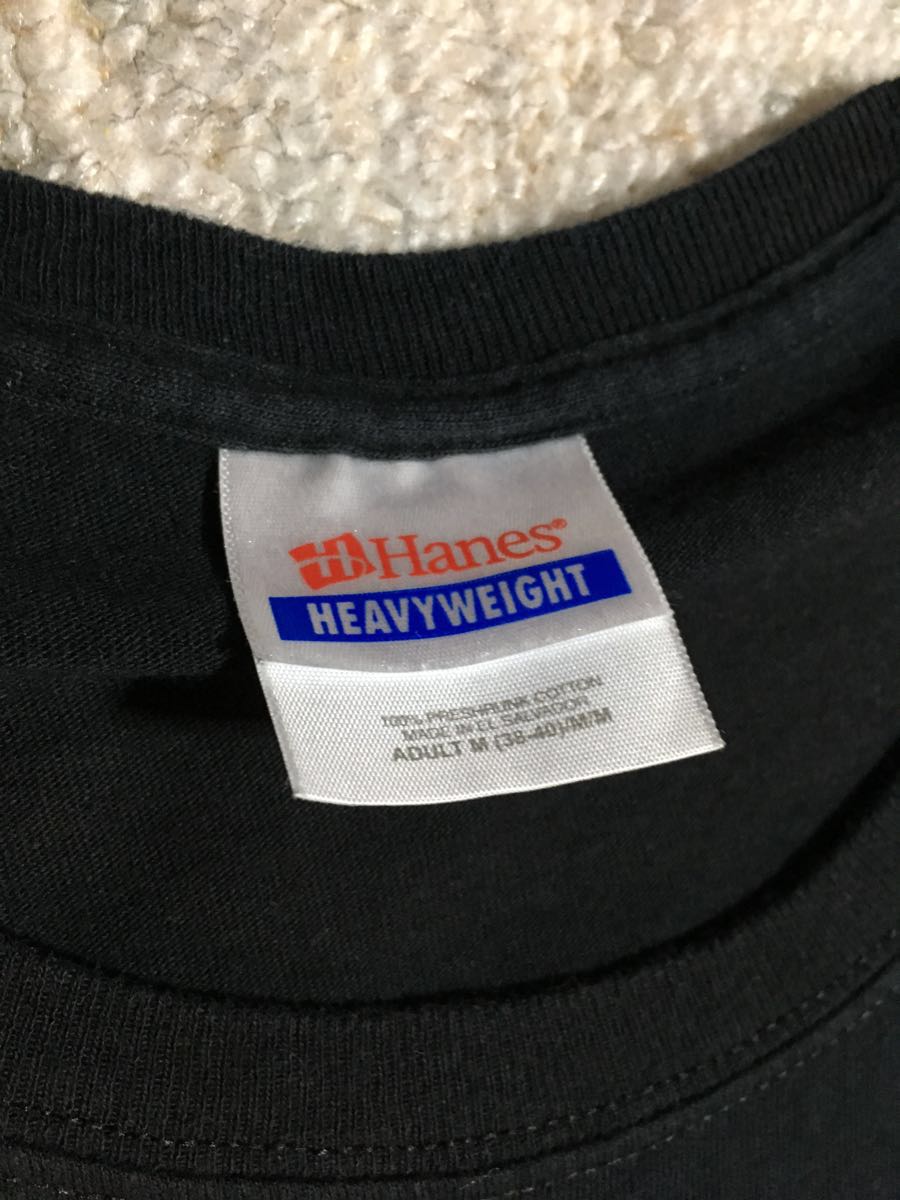 Hanes®
HEAVYWEIGHT
100% PRESHRUNK COTTON
MADE IN EL SALVADOR
ADULT M (38-40)/M/M